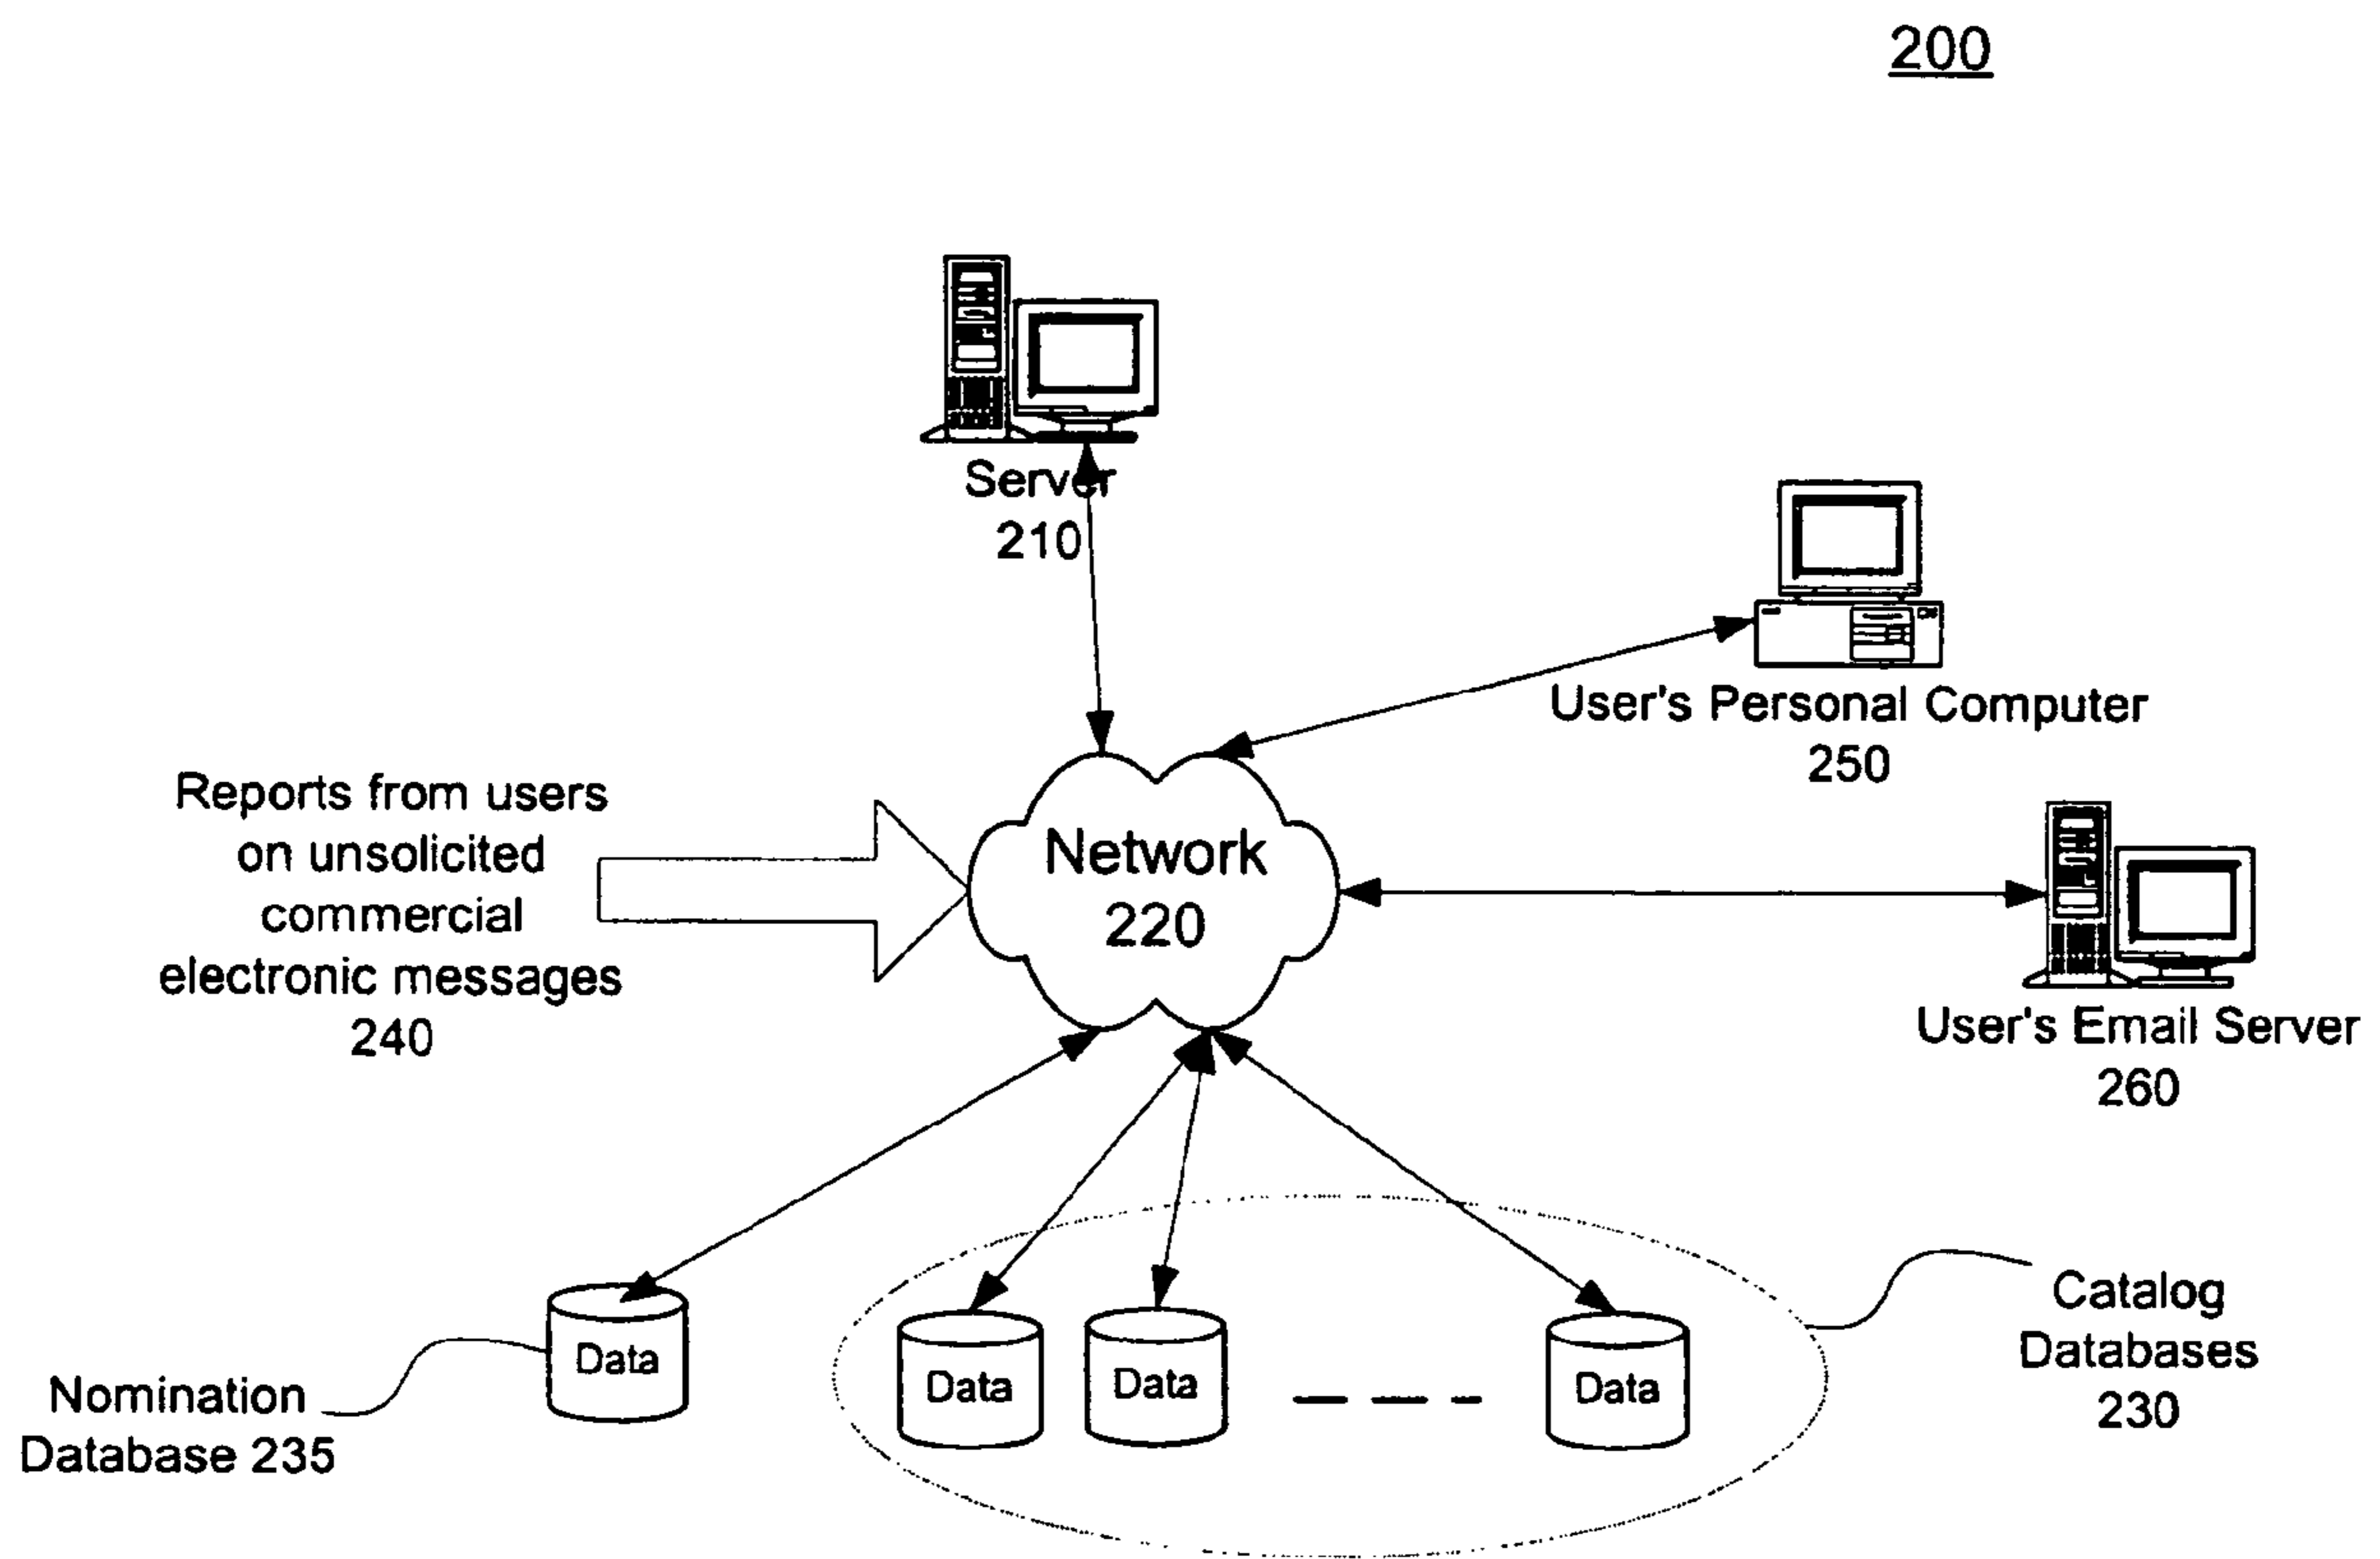 200
Server
210
User's Personal Computer
250
Reports from users
on unsolicited
commercial
electronic messages
240
Network
220
User's Email Server
260
Nomination
Database 235
Data
Data
Data
Data
Catalog
Databases
230